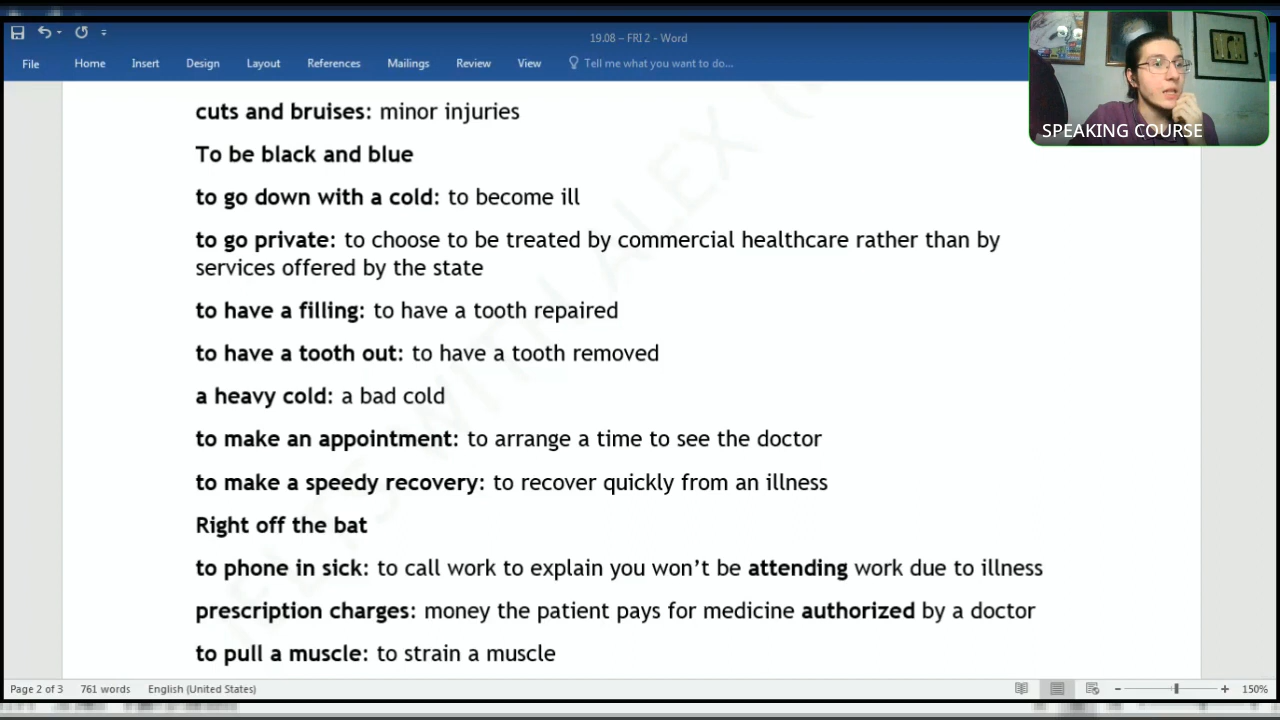 19.08 – FRI 2 - Word
File Home Insert Design Layout References Mailings Review View Tell me what you want to do...
SPEAKING COURSE
cuts and bruises: minor injuries
To be black and blue
to go down with a cold: to become ill
to go private: to choose to be treated by commercial healthcare rather than by
services offered by the state
to have a filling: to have a tooth repaired
to have a tooth out: to have a tooth removed
a heavy cold: a bad cold
to make an appointment: to arrange a time to see the doctor
to make a speedy recovery: to recover quickly from an illness
Right off the bat
to phone in sick: to call work to explain you won’t be attending work due to illness
prescription charges: money the patient pays for medicine authorized by a doctor
to pull a muscle: to strain a muscle
IELTS WITH ALEX
Page 2 of 3 761 words English (United States) 150%